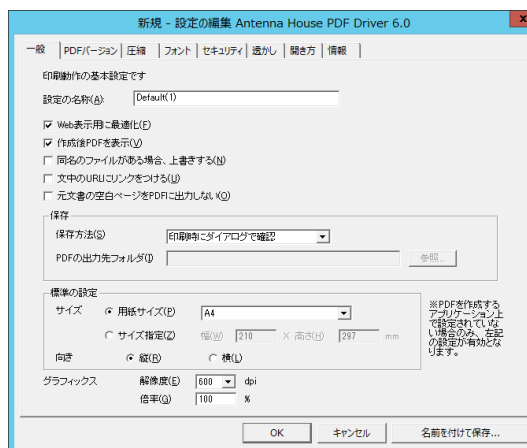 新規 - 設定の編集 Antenna House PDF Driver 6.0
x
一般 PDFバージョン 圧縮 フォント セキュリティ 透かし 開き方 情報
印刷動作の基本設定です
設定の名称(A): Default(1)
Web表示用に最適化(F)
作成後PDFを表示(V)
同名のファイルがある場合、上書きする(N)
文中のURLにリンクをつける(U)
元文書の空白ページをPDFに出力しない(O)
保存
保存方法(S) 印刷時にダイアログで確認
PDFの出力先フォルダ(I) 参照...
標準の設定
サイズ 用紙サイズ(P) A4
サイズ指定(Z) 幅(W) 210 X 高さ(H) 297 mm
向き 縦(R) 横(L)
※PDFを作成する
アプリケーション上
で設定されていな
い場合のみ、左記
の設定が有効とな
ります。
グラフィックス 解像度(E) 600 dpi
倍率(G) 100 %
OK キャンセル 名前を付けて保存...